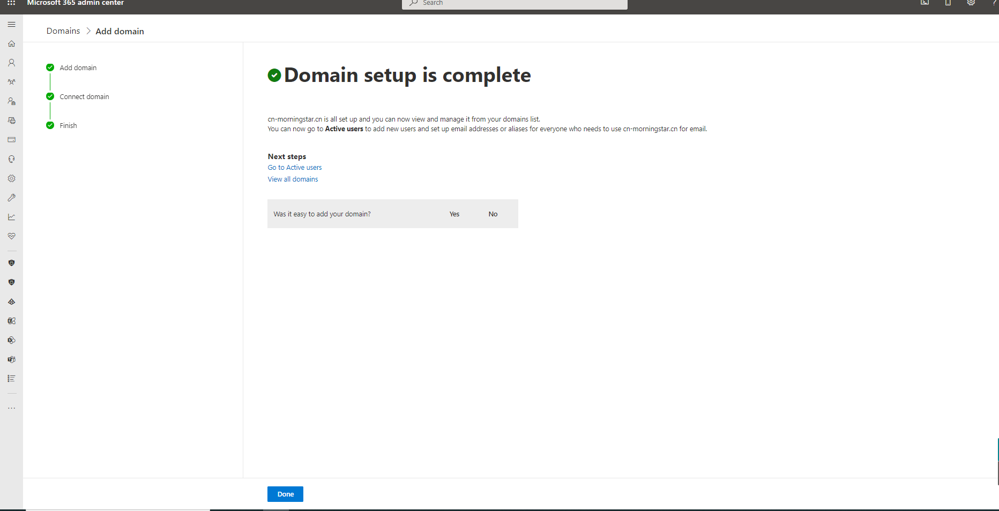 Microsoft 365 admin center
Search
Domains > Add domain
Add domain
Connect domain
Finish
Domain setup is complete
cn-morningstar.cn is all set up and you can now view and manage it from your domains list.
You can now go to Active users to add new users and set up email addresses or aliases for everyone who needs to use cn-morningstar.cn for email.
Next steps
Go to Active users
View all domains
Was it easy to add your domain? Yes No
Done